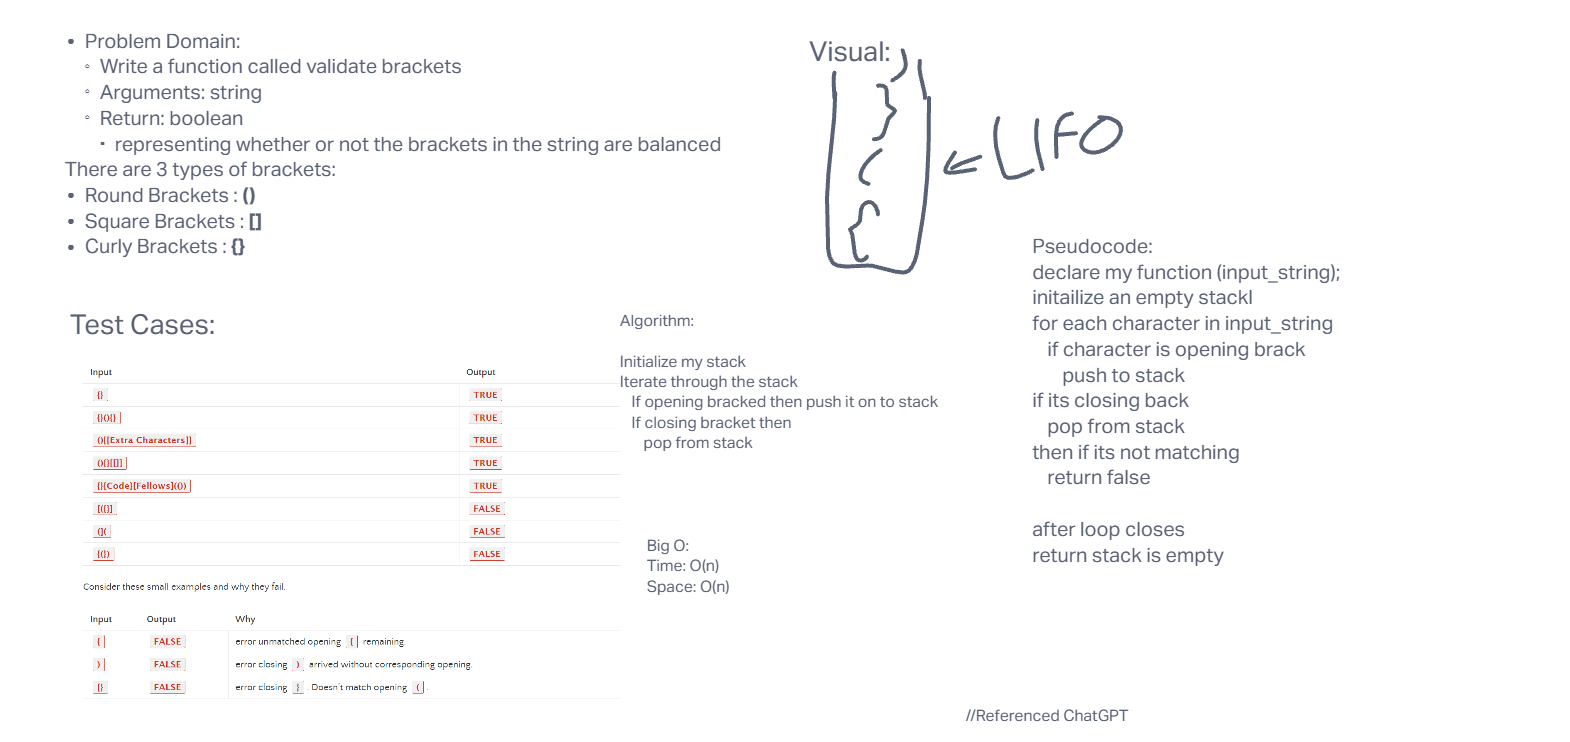 • Problem Domain:
◦ Write a function called validate brackets
◦ Arguments: string
◦ Return: boolean
▪ representing whether or not the brackets in the string are balanced
There are 3 types of brackets:
• Round Brackets : ()
• Square Brackets : []
• Curly Brackets : {}
Visual:
LIFO
Test Cases:
Input Output
{} TRUE
{}(){} TRUE
()[[Extra Characters]] TRUE
(){}[[]] TRUE
{}{Code}[Fellows](()) TRUE
[({}] FALSE
(]( FALSE
{(}) FALSE
Consider these small examples and why they fail.
Input Output Why
{ FALSE error unmatched opening { remaining.
) FALSE error closing ) arrived without corresponding opening.
[} FALSE error closing } . Doesn't match opening ( .
Algorithm:
Initialize my stack
Iterate through the stack
If opening bracked then push it on to stack
If closing bracket then
pop from stack
Big O:
Time: O(n)
Space: O(n)
Pseudocode:
declare my function (input_string);
initailize an empty stackl
for each character in input_string
if character is opening brack
push to stack
if its closing back
pop from stack
then if its not matching
return false
after loop closes
return stack is empty
//Referenced ChatGPT